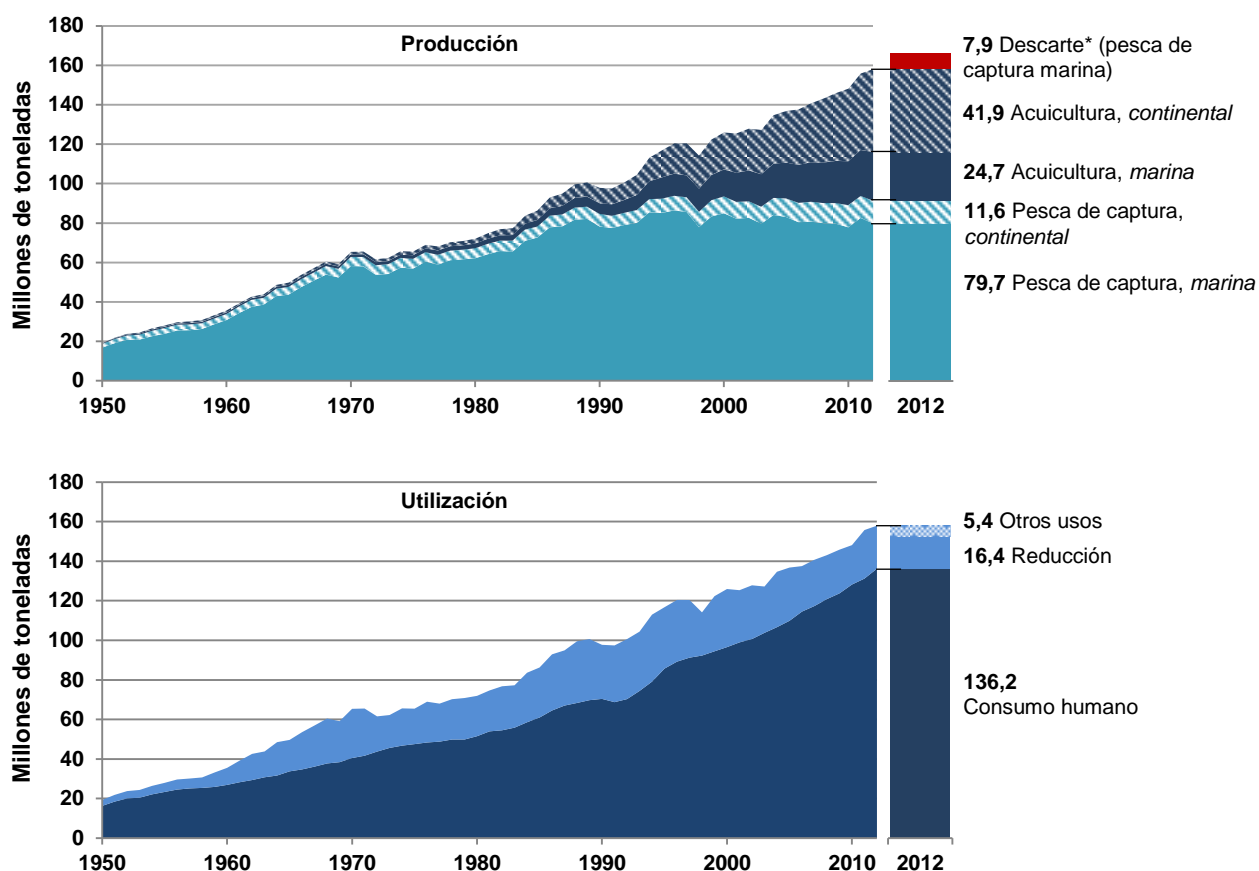 Producción
Millones de toneladas
180
160
140
120
100
80
60
40
20
0
1950
1960
1970
1980
1990
2000
2010
2012
7,9 Descarte* (pesca de
captura marina)
41,9 Acuicultura, continental
24,7 Acuicultura, marina
11,6 Pesca de captura,
continental
79,7 Pesca de captura, marina
Utilización
Millones de toneladas
180
160
140
120
100
80
60
40
20
0
1950
1960
1970
1980
1990
2000
2010
2012
5,4 Otros usos
16,4 Reducción
136,2
Consumo humano